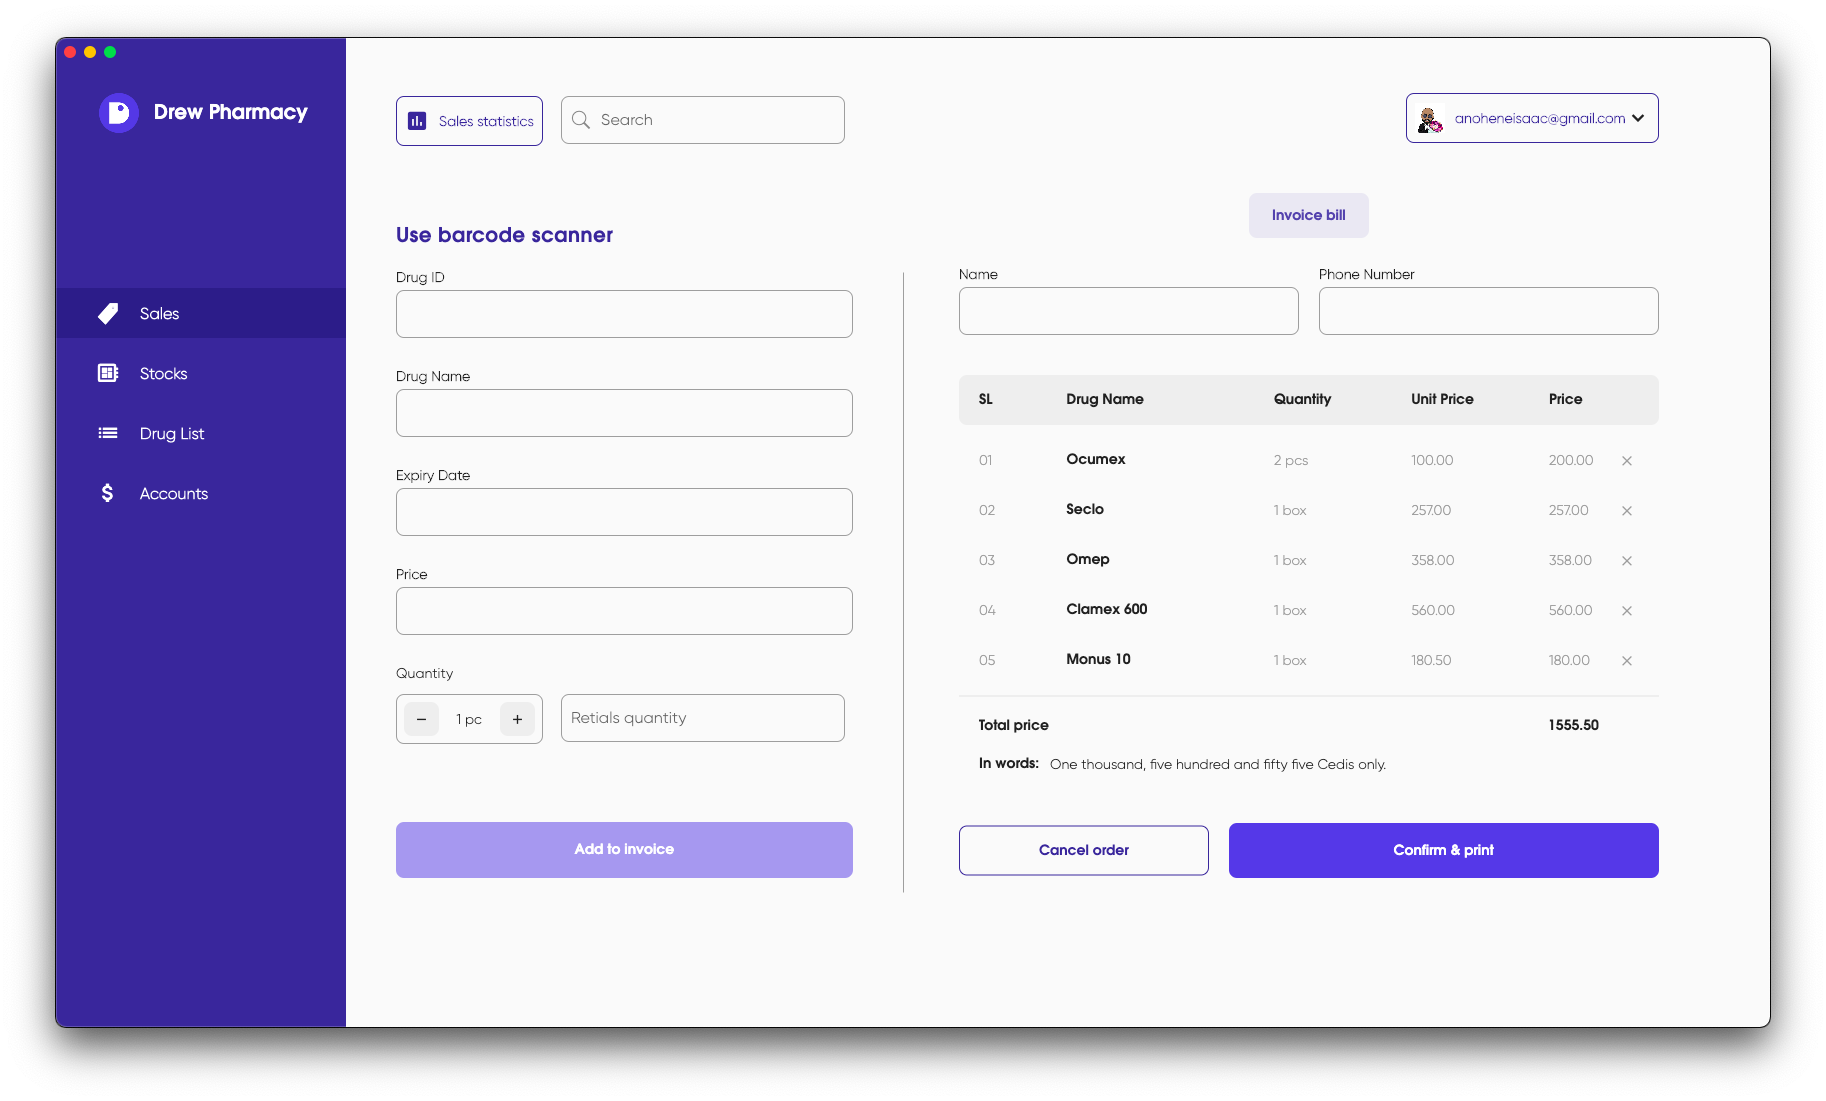 Drew Pharmacy
Sales
Stocks
Drug List
Accounts
Sales statistics
Search
anoheneisaac@gmail.com
Use barcode scanner
Drug ID
Drug Name
Expiry Date
Price
Quantity
− 1 pc +
Retials quantity
Add to invoice
Invoice bill
Name Phone Number
SL Drug Name Quantity Unit Price Price
01 Ocumex 2 pcs 100.00 200.00 ×
02 Seclo 1 box 257.00 257.00 ×
03 Omep 1 box 358.00 358.00 ×
04 Clamex 600 1 box 560.00 560.00 ×
05 Monus 10 1 box 180.50 180.00 ×
Total price 1555.50
In words: One thousand, five hundred and fifty five Cedis only.
Cancel order
Confirm & print